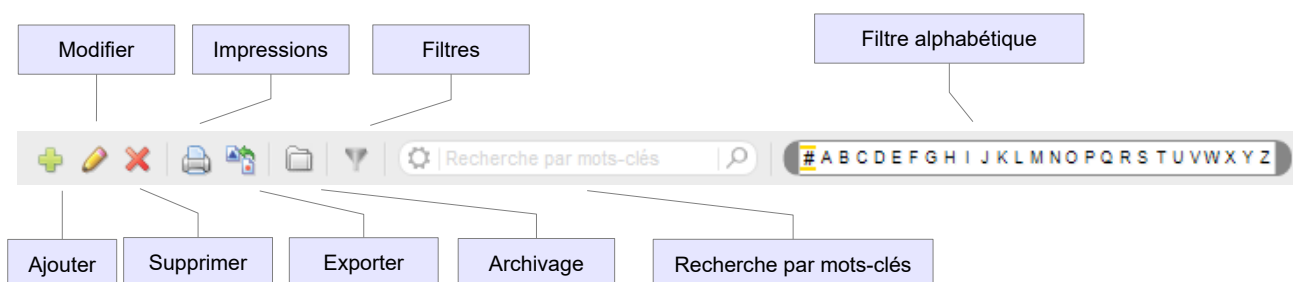 Modifier
Impressions
Filtres
Filtre alphabétique
Recherche par mots-clés
# A B C D E F G H I J K L M N O P Q R S T U V W X Y Z
Ajouter
Supprimer
Exporter
Archivage
Recherche par mots-clés